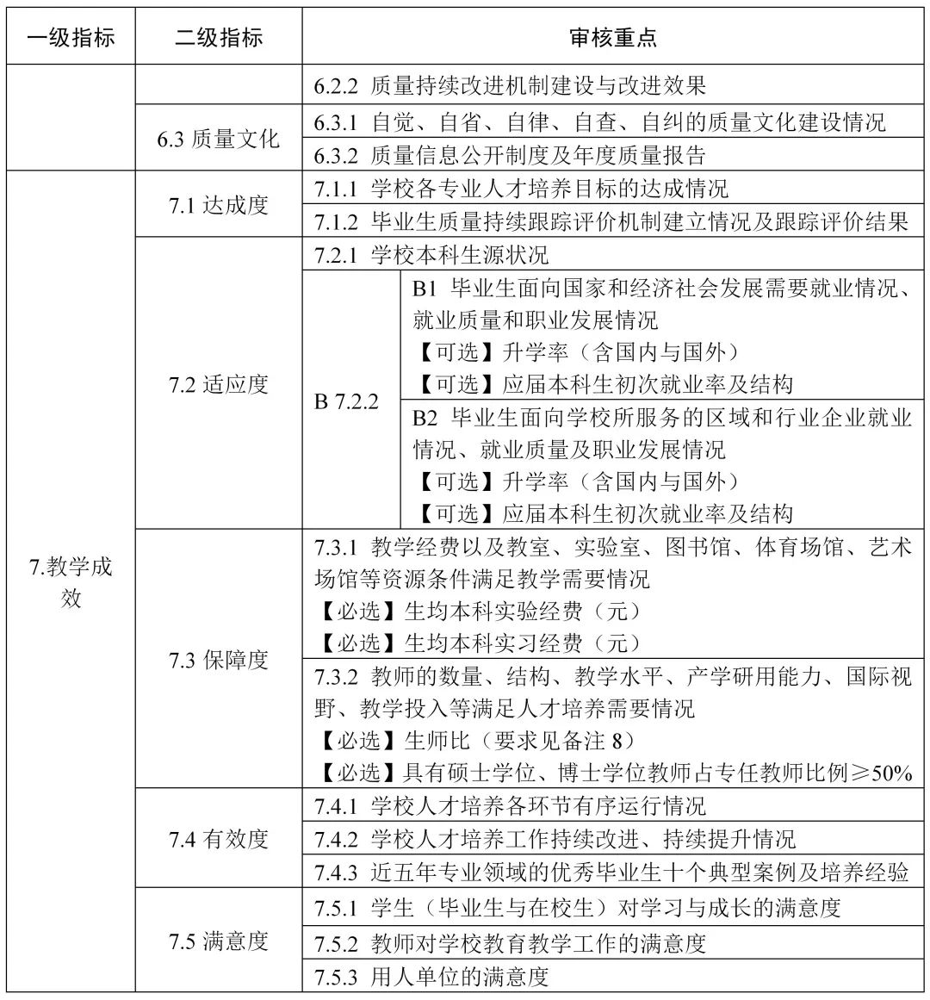 一级指标
二级指标
审核重点
6.2.2 质量持续改进机制建设与改进效果
6.3 质量文化
6.3.1 自觉、自省、自律、自查、自纠的质量文化建设情况
6.3.2 质量信息公开制度及年度质量报告
7.教学成
效
7.1 达成度
7.1.1 学校各专业人才培养目标的达成情况
7.1.2 毕业生质量持续跟踪评价机制建立情况及跟踪评价结果
7.2 适应度
7.2.1 学校本科生源状况
B 7.2.2
B1 毕业生面向国家和经济社会发展需要就业情况、
就业质量和职业发展情况
【可选】升学率（含国内与国外）
【可选】应届本科生初次就业率及结构
B2 毕业生面向学校所服务的区域和行业企业就业
情况、就业质量及职业发展情况
【可选】升学率（含国内与国外）
【可选】应届本科生初次就业率及结构
7.3 保障度
7.3.1 教学经费以及教室、实验室、图书馆、体育场馆、艺术
场馆等资源条件满足教学需要情况
【必选】生均本科实验经费（元）
【必选】生均本科实习经费（元）
7.3.2 教师的数量、结构、教学水平、产学研用能力、国际视
野、教学投入等满足人才培养需要情况
【必选】生师比（要求见备注 8）
【必选】具有硕士学位、博士学位教师占专任教师比例≥50%
7.4 有效度
7.4.1 学校人才培养各环节有序运行情况
7.4.2 学校人才培养工作持续改进、持续提升情况
7.4.3 近五年专业领域的优秀毕业生十个典型案例及培养经验
7.5 满意度
7.5.1 学生（毕业生与在校生）对学习与成长的满意度
7.5.2 教师对学校教育教学工作的满意度
7.5.3 用人单位的满意度